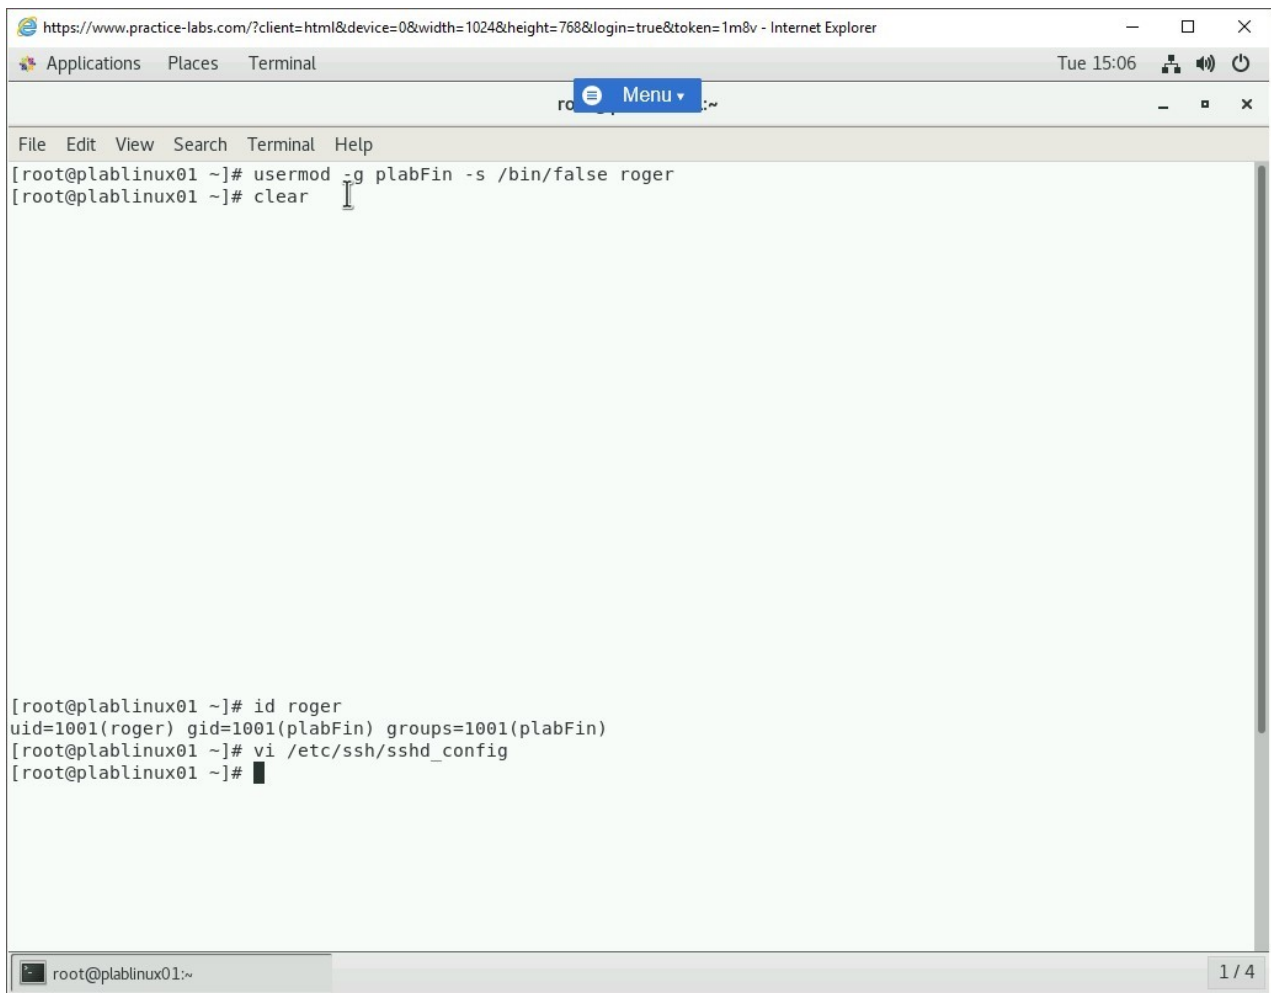 https://www.practice-labs.com/?client=html&device=0&width=1024&height=768&login=true&token=1m8v - Internet Explorer
Applications Places Terminal Tue 15:06
Menu
:~
File Edit View Search Terminal Help
[root@plablinux01 ~]# usermod -g plabFin -s /bin/false roger
[root@plablinux01 ~]# clear
[root@plablinux01 ~]# id roger
uid=1001(roger) gid=1001(plabFin) groups=1001(plabFin)
[root@plablinux01 ~]# vi /etc/ssh/sshd_config
[root@plablinux01 ~]#
root@plablinux01:~ 1 / 4